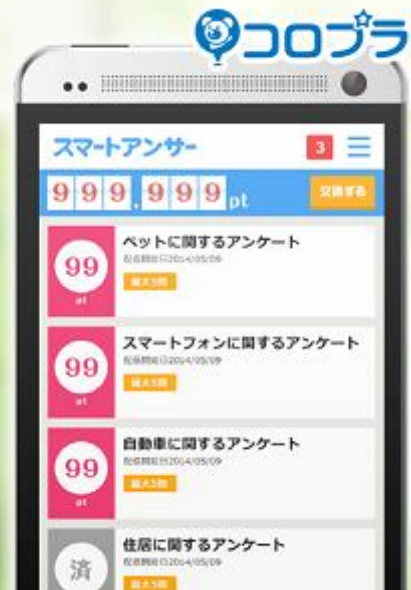 コロプラ
スマートアンサー
3
999,999pt
交換する
99
pt
ペットに関するアンケート
配信開始日2014/05/09
最大5問
99
pt
スマートフォンに関するアンケート
配信開始日2014/05/09
最大5問
99
pt
自動車に関するアンケート
配信開始日2014/05/09
最大5問
済
住居に関するアンケート
配信開始日2014/05/09
最大5問